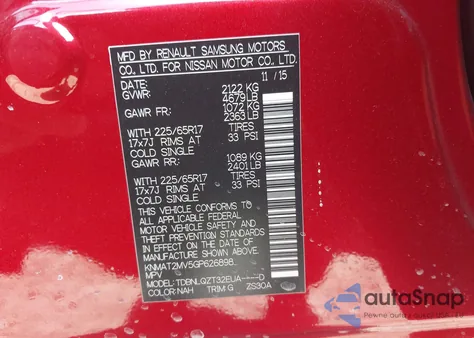 MFD BY RENAULT SAMSUNG MOTORS
CO., LTD. FOR NISSAN MOTOR CO., LTD.
DATE: 11 / 15
GVWR: 2122 KG
4679 LB
GAWR FR: 1072 KG
2363 LB
WITH 225/65R17 TIRES
17x7J RIMS AT 33 PSI
COLD SINGLE
GAWR RR: 1089 KG
2401 LB
WITH 225/65R17 TIRES
17x7J RIMS AT 33 PSI
COLD SINGLE
THIS VEHICLE CONFORMS TO
ALL APPLICABLE FEDERAL
MOTOR VEHICLE SAFETY AND
THEFT PREVENTION STANDARDS
IN EFFECT ON THE DATE OF
MANUFACTURE SHOWN ABOVE.
KNMAT2MV5GP626898
MPV
MODEL: TDBNLQZT32EUA-----D
COLOR: NAH TRIM G ZS30A
autoSnap